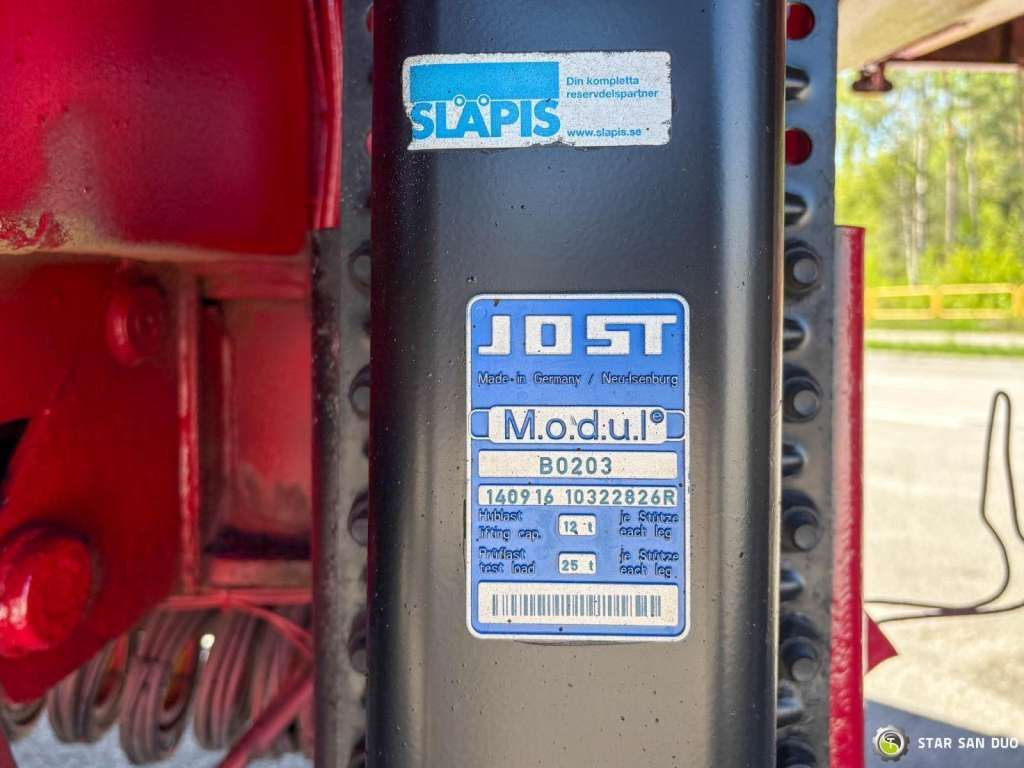 SLÅPIS
Din kompletta
reservdelspartner
www.slapis.se
JOST
Made-in Germany / Neu-Isenburg
M.o.d.u.l®
B0203
140916 10322826R
Hublast 12 t je Stütze
lifting cap. each leg
Prüflast 25 t je Stütze
test load each leg
STAR SAN DUO